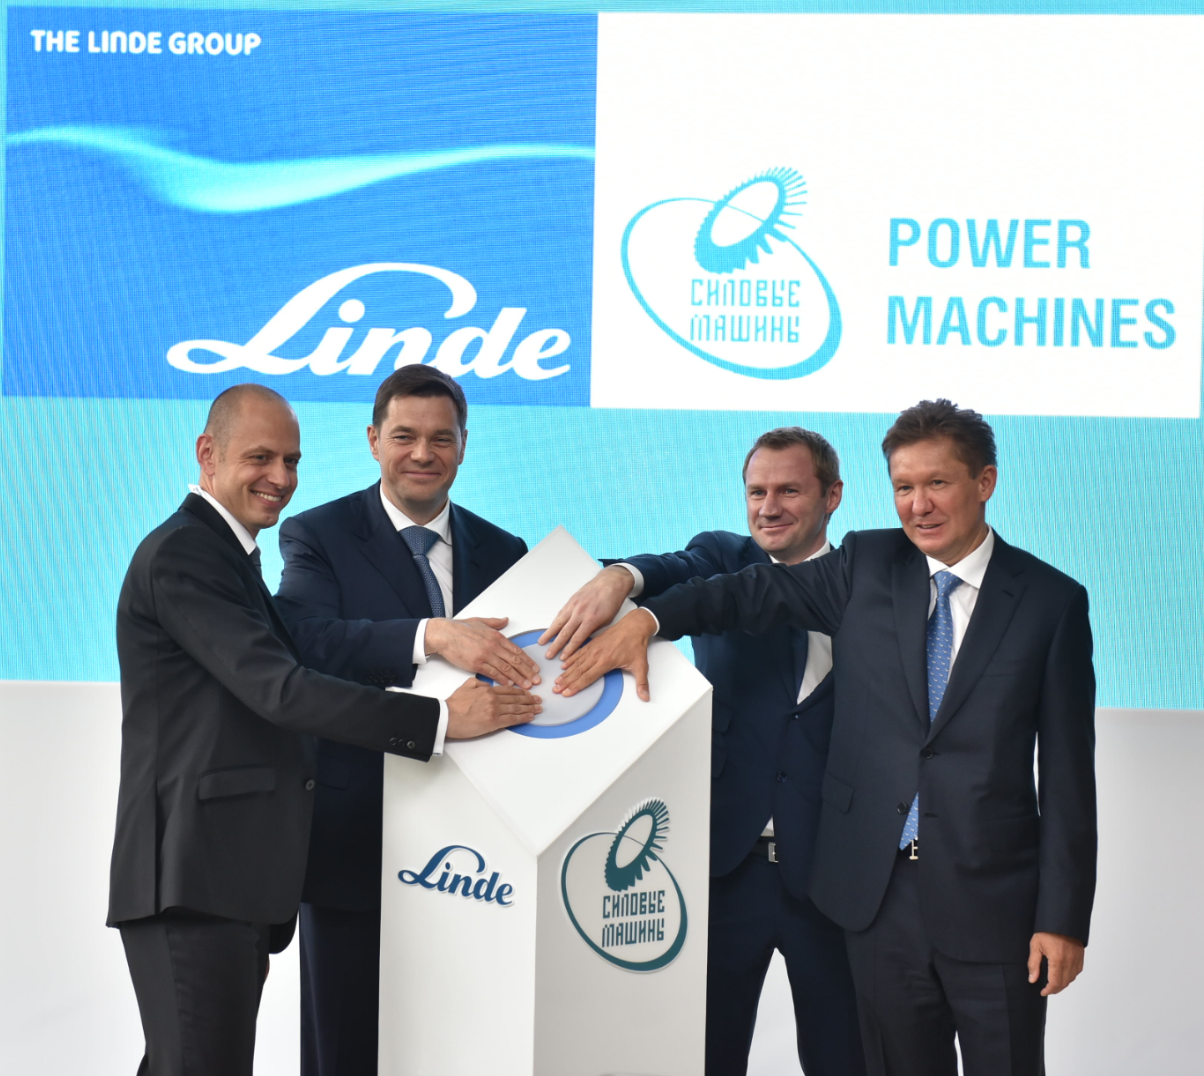 THE LINDE GROUP
Linde
СИЛОВЫЕ
МАШИНЫ
POWER
MACHINES
Linde
СИЛОВЫЕ
МАШИНЫ